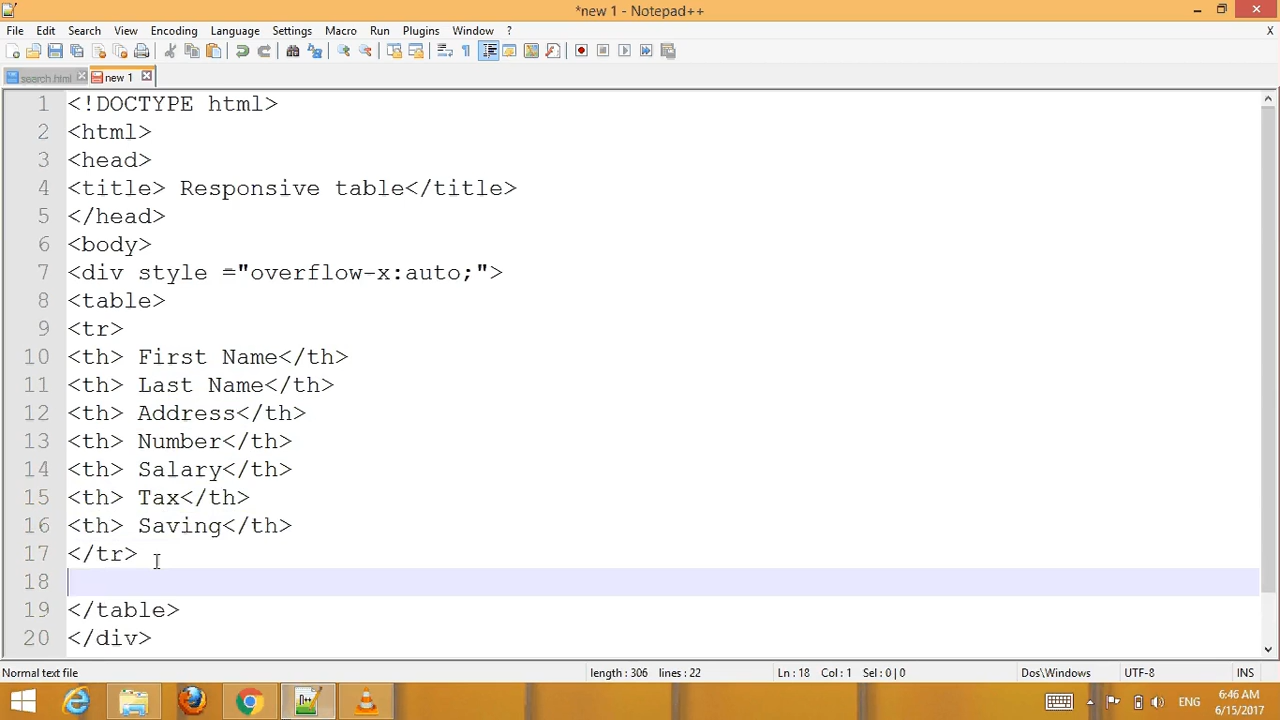 *new 1 - Notepad++
File Edit Search View Encoding Language Settings Macro Run Plugins Window ? X
search.html new 1
1 <!DOCTYPE html>
2 <html>
3 <head>
4 <title> Responsive table</title>
5 </head>
6 <body>
7 <div style ="overflow-x:auto;">
8 <table>
9 <tr>
10 <th> First Name</th>
11 <th> Last Name</th>
12 <th> Address</th>
13 <th> Number</th>
14 <th> Salary</th>
15 <th> Tax</th>
16 <th> Saving</th>
17 </tr>
18
19 </table>
20 </div>
Normal text file length : 306 lines : 22 Ln : 18 Col : 1 Sel : 0 | 0 Dos\Windows UTF-8 INS
ENG 6:46 AM
6/15/2017